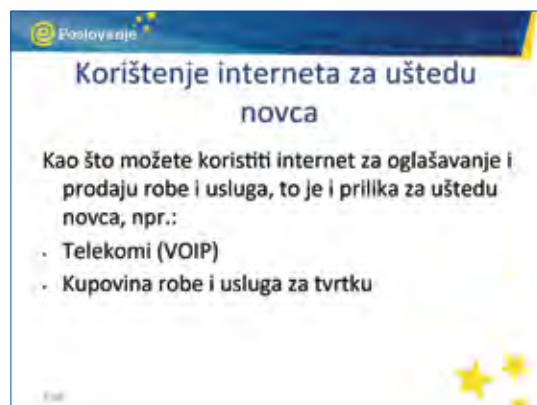 Poslovanje
Korištenje interneta za uštedu
novca
Kao što možete koristiti internet za oglašavanje i
prodaju robe i usluga, to je i prilika za uštedu
novca, npr.:
· Telekomi (VOIP)
· Kupovina robe i usluga za tvrtku